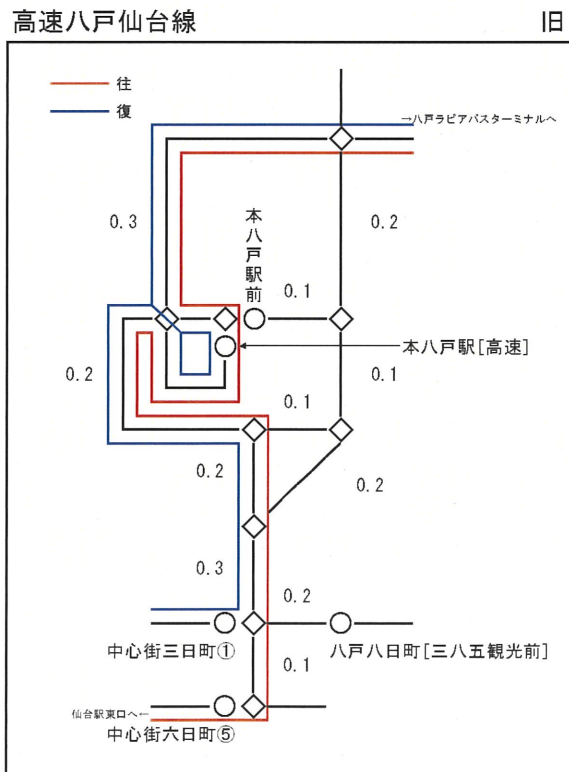 高速八戸仙台線 旧
往
復
→八戸ラピアバスターミナルへ
0.3
本八戸駅前
0.2
0.1
本八戸駅[高速]
0.2
0.1
0.1
0.2
0.2
0.3
0.2
中心街三日町①
八戸八日町[三八五観光前]
0.1
仙台駅東口へ←
中心街六日町⑤